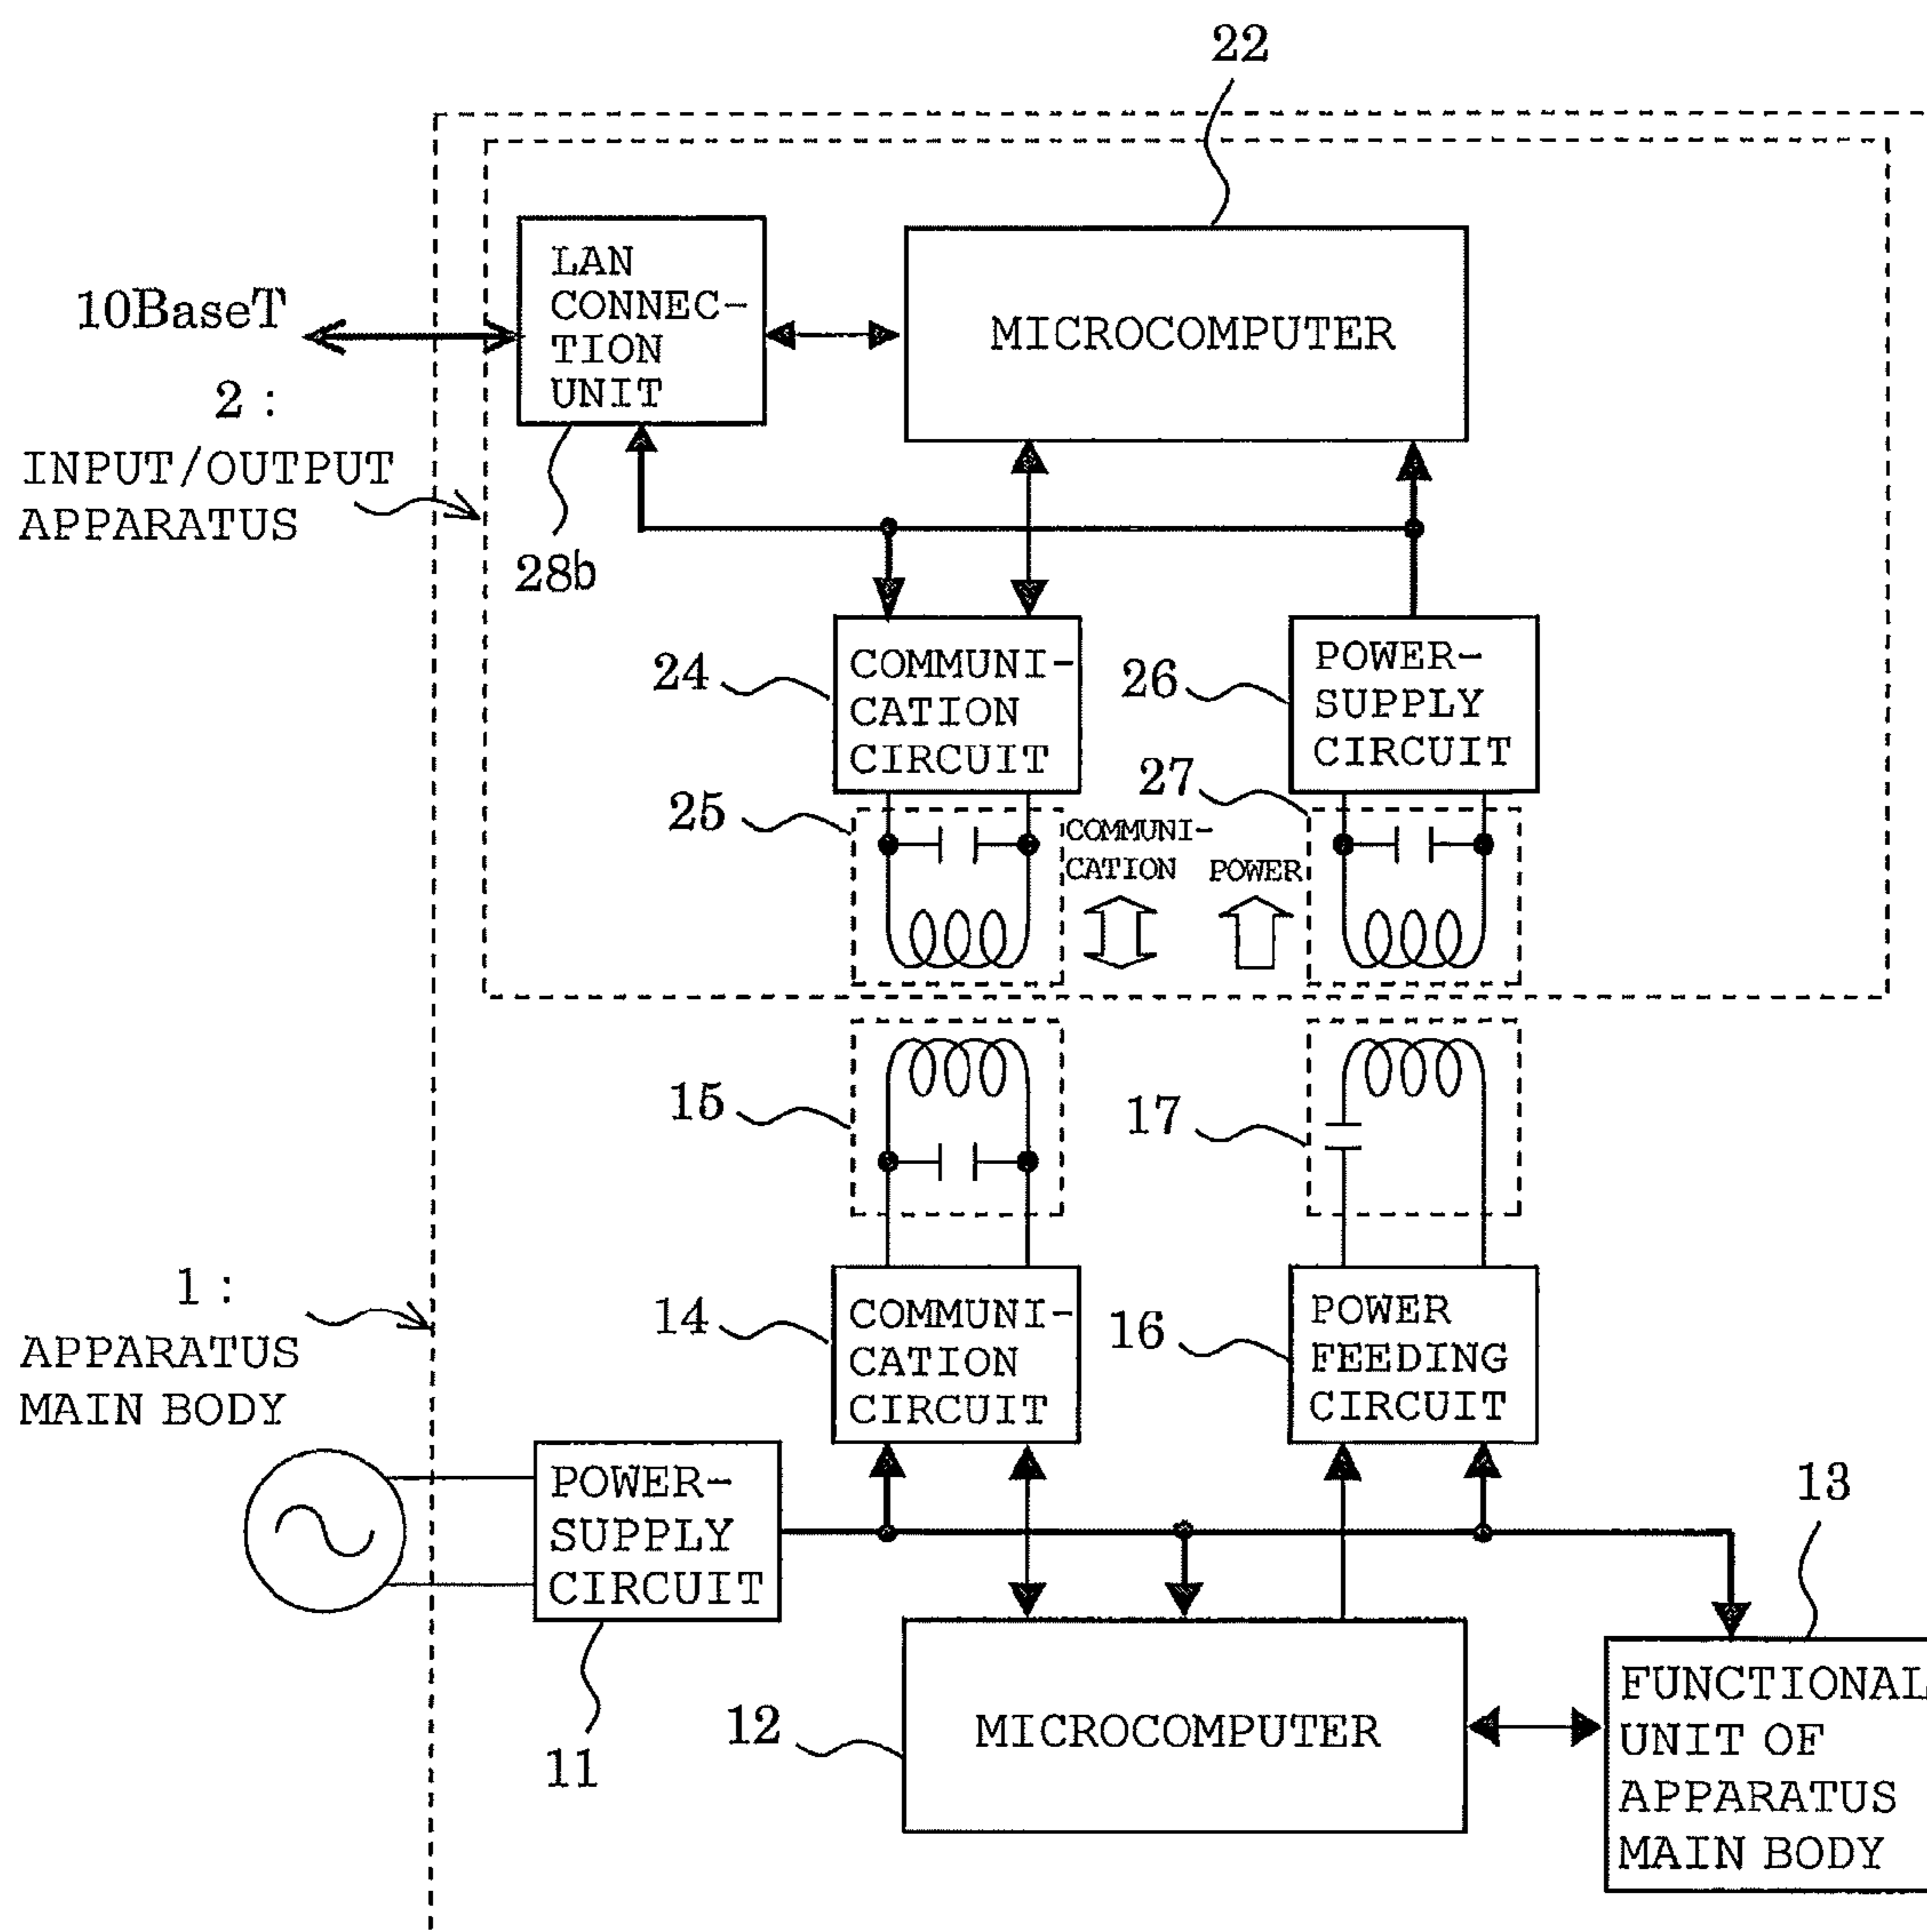 22
LAN
CONNEC-
TION
UNIT
MICROCOMPUTER
10BaseT
2 :
INPUT/OUTPUT
APPARATUS
28b
24
COMMUNI-
CATION
CIRCUIT
26
POWER-
SUPPLY
CIRCUIT
25
COMMUNI-
CATION
POWER
27
15
17
1 :
APPARATUS
MAIN BODY
14
COMMUNI-
CATION
CIRCUIT
16
POWER
FEEDING
CIRCUIT
POWER-
SUPPLY
CIRCUIT
11
13
12
MICROCOMPUTER
FUNCTIONAL
UNIT OF
APPARATUS
MAIN BODY